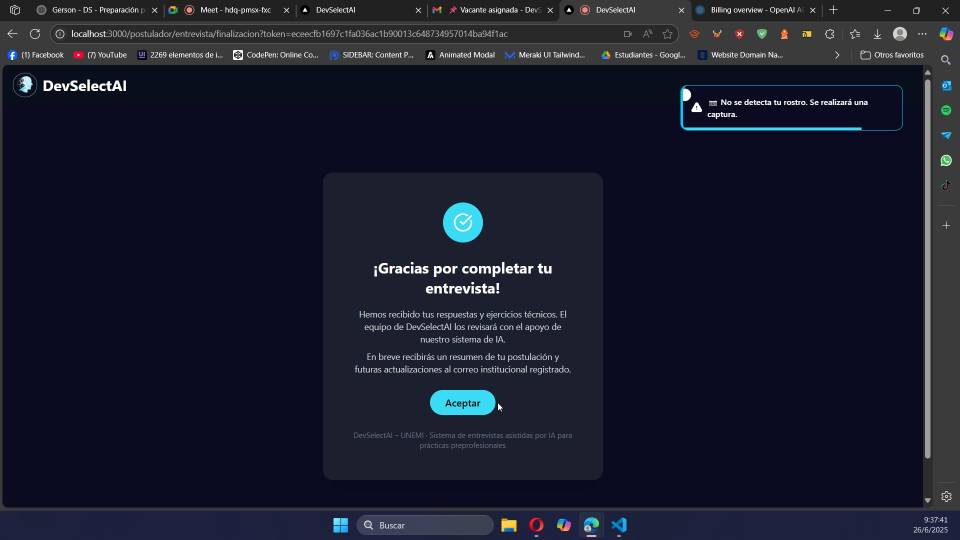 Gerson - DS - Preparación p
Meet - hdq-pmsx-fxc
DevSelectAI
Vacante asignada - DevS
DevSelectAI
Billing overview - OpenAI A
localhost:3000/postulador/entrevista/finalizacion?token=eceecfb1697c1fa036ac1b90013c648734957014ba94f1ac
(1) Facebook
(7) YouTube
2269 elementos de i...
CodePen: Online Co...
SIDEBAR: Content P...
Animated Modal
Meraki UI Tailwind...
Estudiantes - Googl...
Website Domain Na...
Otros favoritos
DevSelectAI
No se detecta tu rostro. Se realizará una
captura.
¡Gracias por completar tu
entrevista!
Hemos recibido tus respuestas y ejercicios técnicos. El
equipo de DevSelectAI los revisará con el apoyo de
nuestro sistema de IA.
En breve recibirás un resumen de tu postulación y
futuras actualizaciones al correo institucional registrado.
Aceptar
DevSelectAI – UNEMI · Sistema de entrevistas asistidas por IA para
prácticas preprofesionales
Buscar
9:37:41
26/6/2025